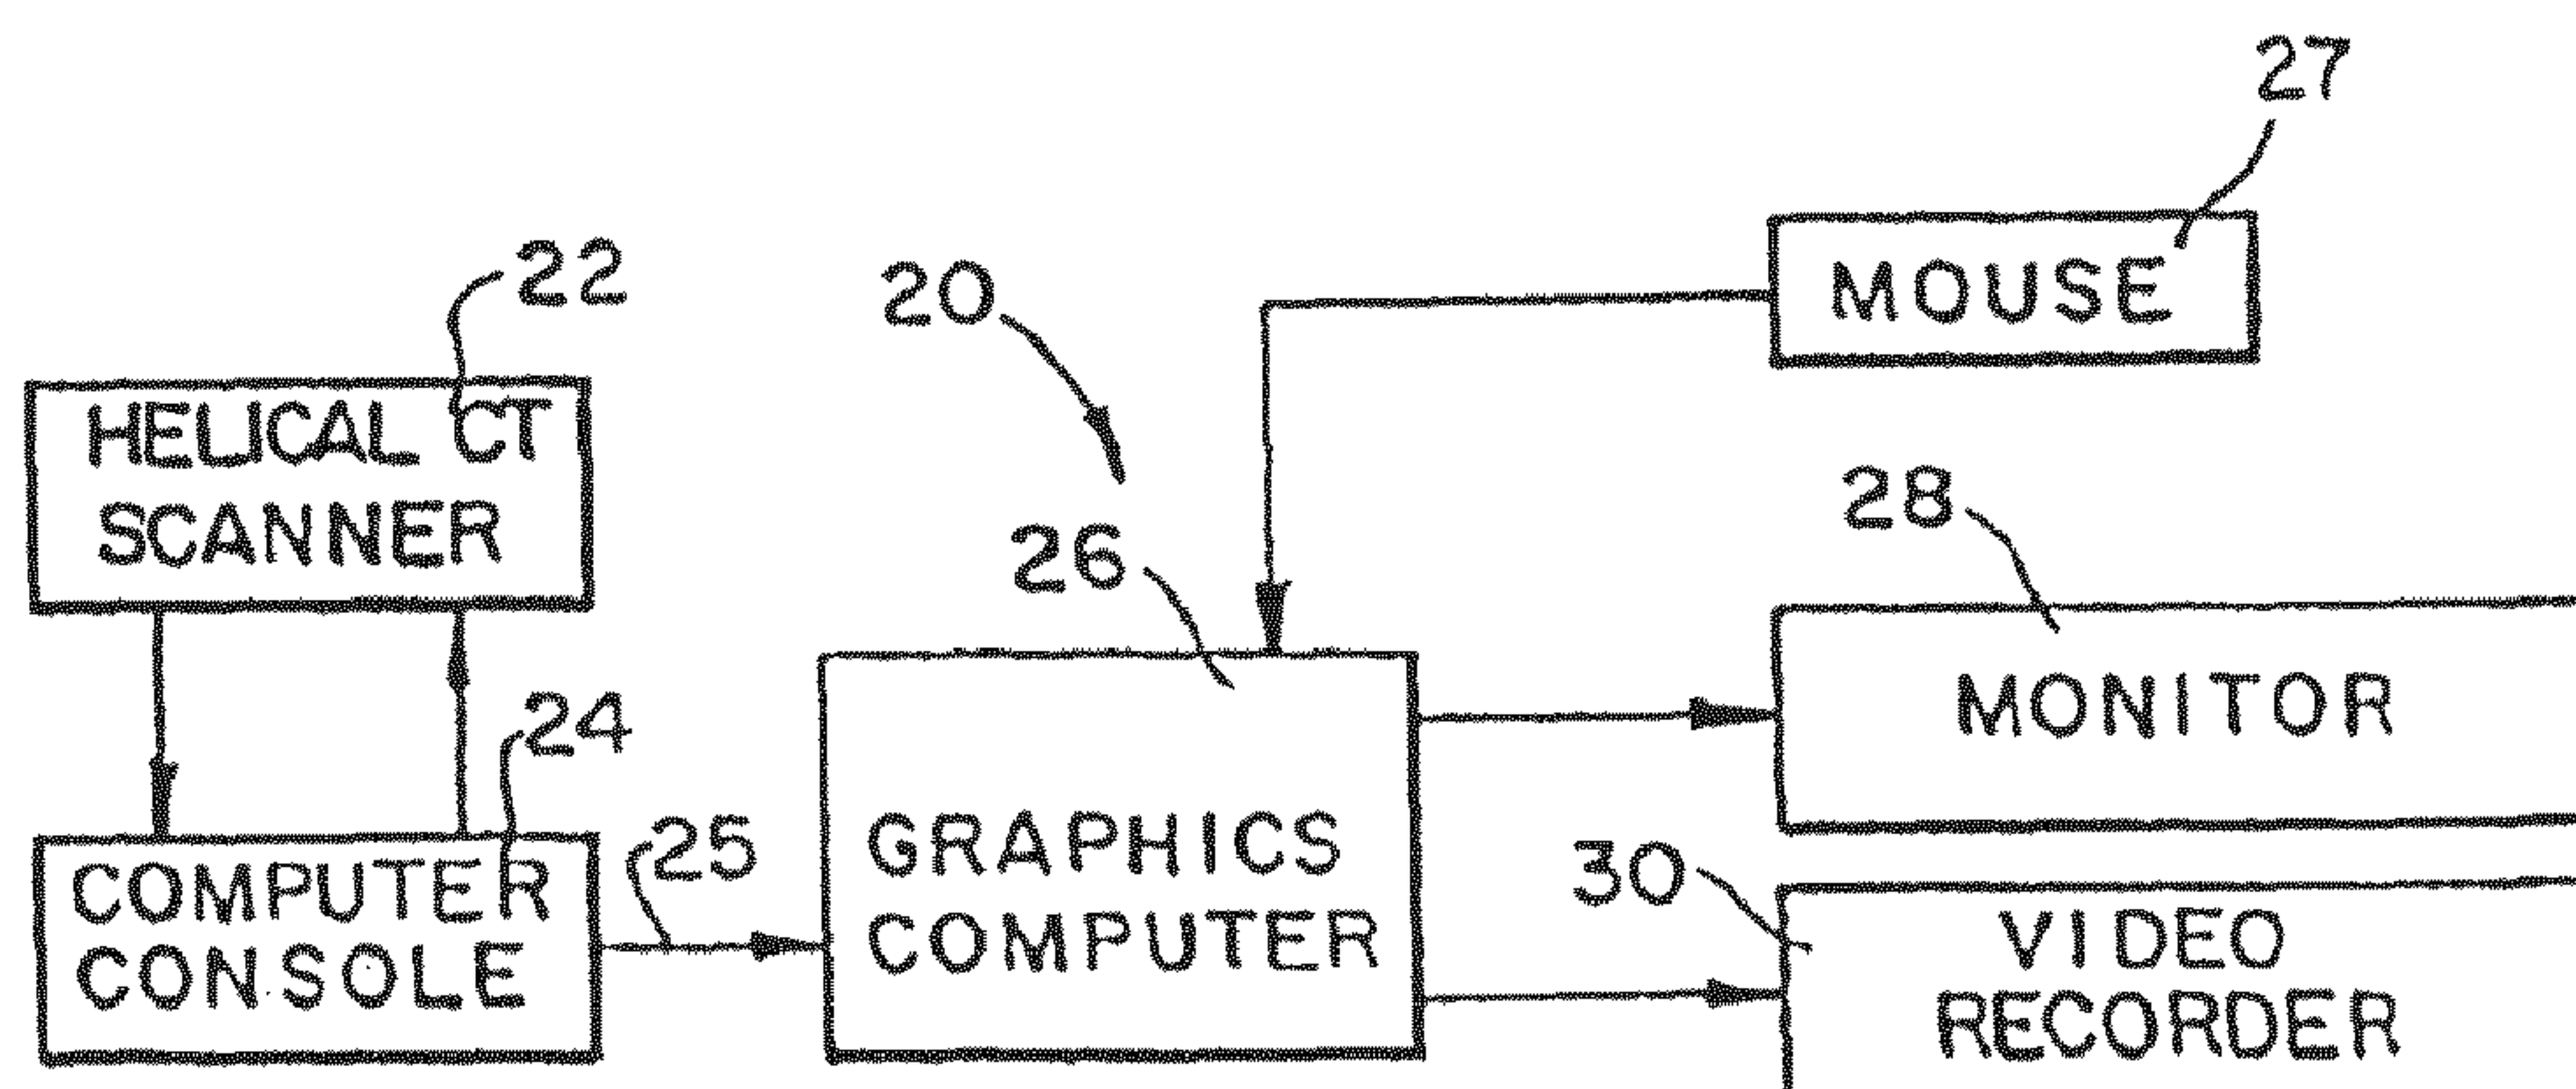 27
22
20
MOUSE
HELICAL CT
SCANNER
28
26
24
MONITOR
25
GRAPHICS
COMPUTER
30
COMPUTER
CONSOLE
VIDEO
RECORDER